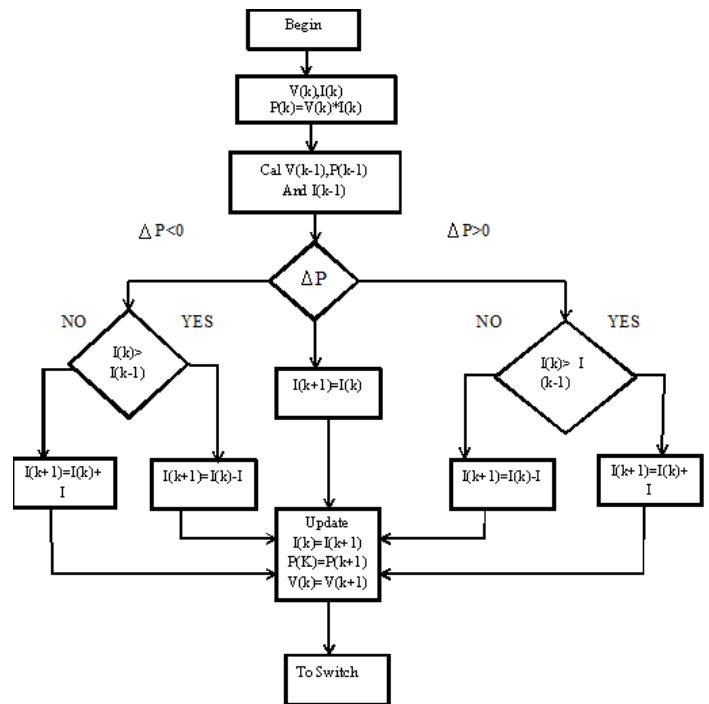 Begin
V(k),I(k)
P(k)=V(k)*I(k)
Cal V(k-1),P(k-1)
And I(k-1)
Δ P<0
Δ P>0
ΔP
NO
YES
NO
YES
I(k)>
I(k-1)
I(k+1)=I(k)
I(k)> I
(k-1)
I(k+1)=I(k)+
I
I(k+1)=I(k)-I
I(k+1)=I(k)-I
I(k+1)=I(k)+
I
Update
I(k)=I(k+1)
P(K)=P(k+1)
V(k)=V(k+1)
To Switch